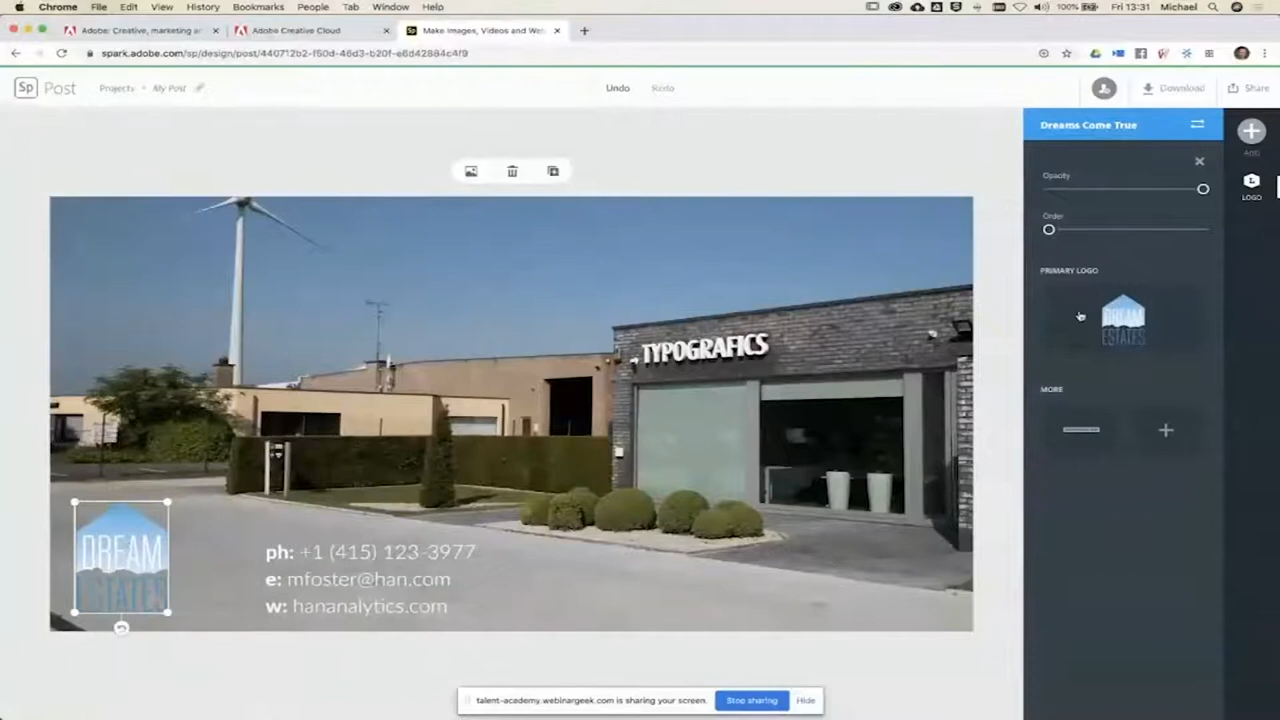 Chrome File Edit View History Bookmarks People Tab Window Help
100% Fri 13:31 Michael
Adobe: Creative, marketing an
Adobe Creative Cloud
Make Images, Videos and Web
spark.adobe.com/sp/design/post/440712b2-f50d-46d3-b20f-e6d42884c4f9
Sp Post Projects My Post Undo Redo Download Share
Dreams Come True
ADD
Opacity
LOGO
Order
PRIMARY LOGO
DREAM
ESTATES
TYPOGRAFICS
MORE
DREAM
ESTATES
ph: +1 (415) 123-3977
e: mfoster@han.com
w: hananalytics.com
talent-academy.webinargeek.com is sharing your screen. Stop sharing Hide